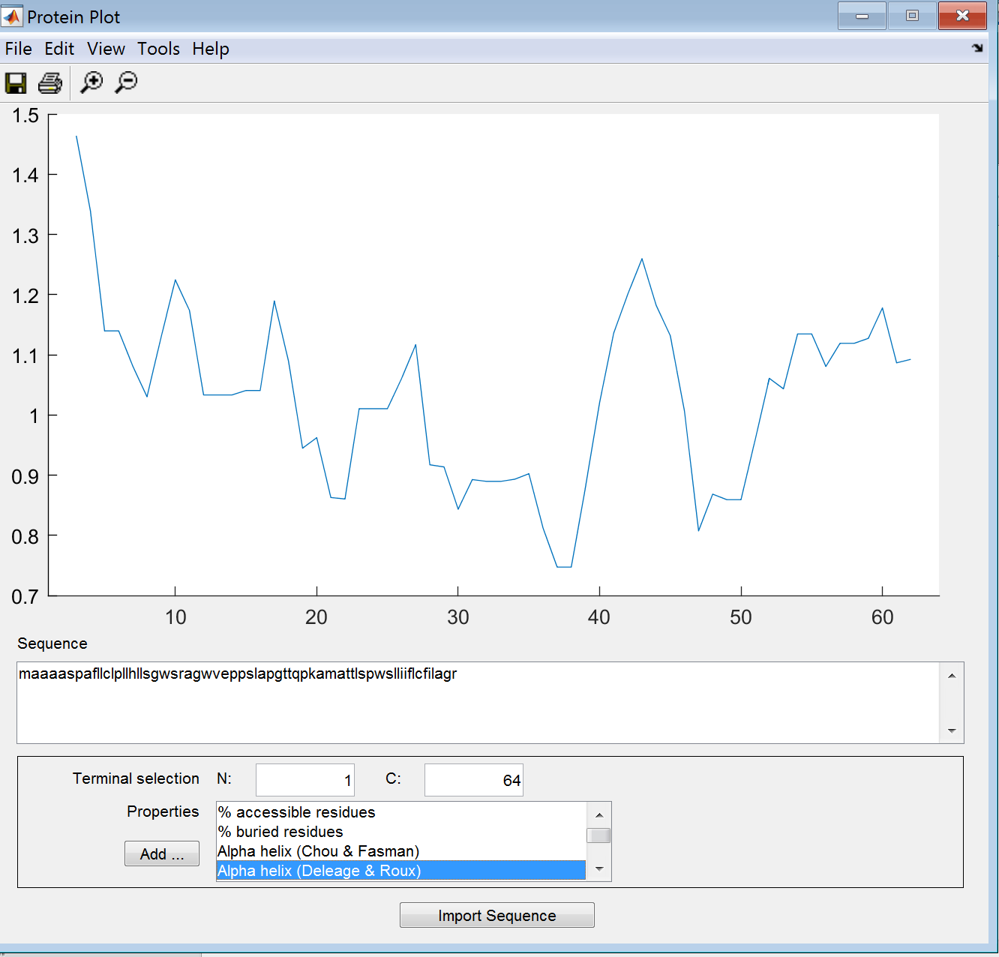 Protein Plot
File Edit View Tools Help
1.5
1.4
1.3
1.2
1.1
1
0.9
0.8
0.7
10 20 30 40 50 60
Sequence
maaaaspafllclpllhllsgwsragwveppslapgttqpkamattlspwslliiflcfilagr
Terminal selection N: 1 C: 64
Properties
% accessible residues
% buried residues
Alpha helix (Chou & Fasman)
Add ...
Alpha helix (Deleage & Roux)
Import Sequence